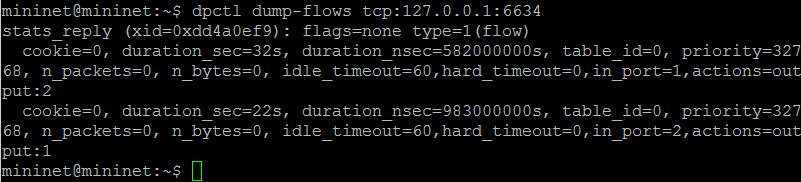 mininet@mininet:~$ dpctl dump-flows tcp:127.0.0.1:6634
stats_reply (xid=0xdd4a0ef9): flags=none type=1(flow)
  cookie=0, duration_sec=32s, duration_nsec=582000000s, table_id=0, priority=327
68, n_packets=0, n_bytes=0, idle_timeout=60,hard_timeout=0,in_port=1,actions=out
put:2
  cookie=0, duration_sec=22s, duration_nsec=983000000s, table_id=0, priority=327
68, n_packets=0, n_bytes=0, idle_timeout=60,hard_timeout=0,in_port=2,actions=out
put:1
mininet@mininet:~$